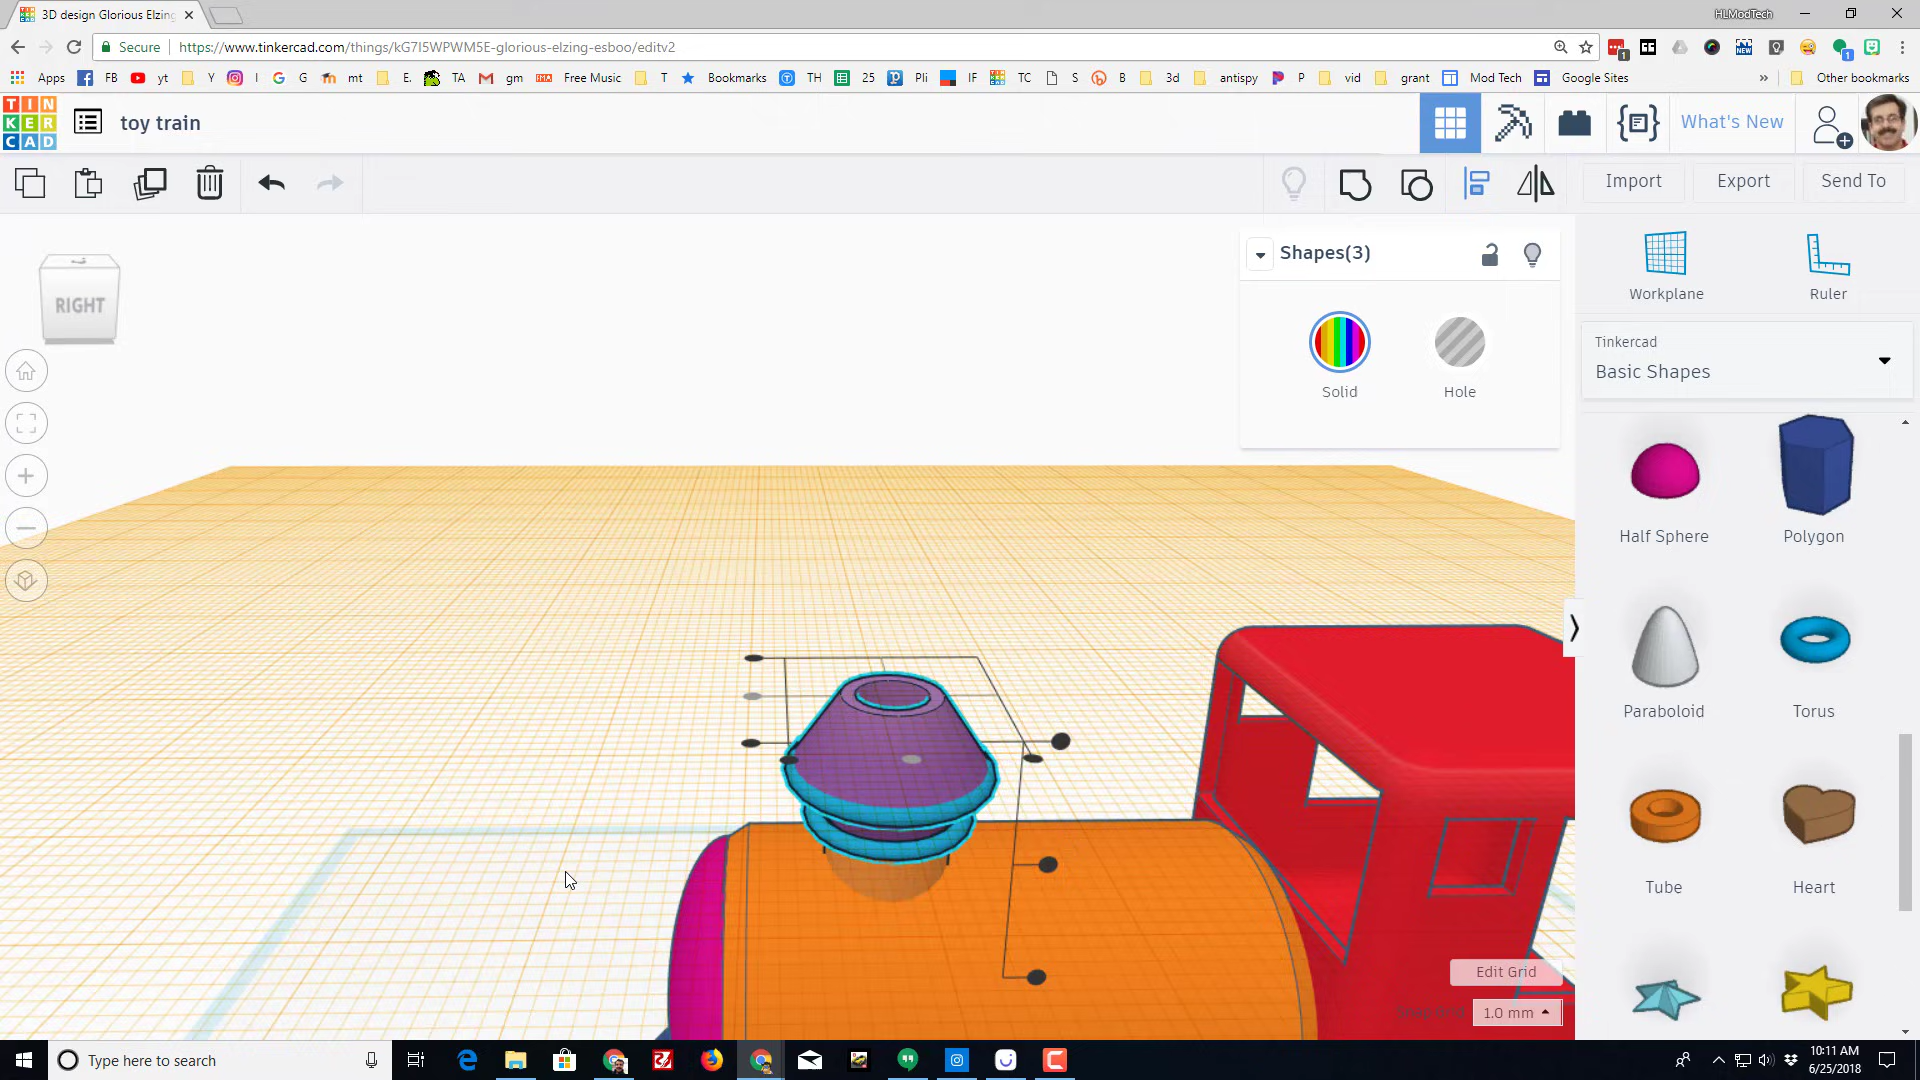 3D design Glorious Elzing
HLModTech
Secure
https://www.tinkercad.com/things/kG7I5WPWM5E-glorious-elzing-esboo/editv2
Apps FB yt Y I G mt E. TA gm Free Music T Bookmarks TH 25 Pli IF TC S B 3d antispy P vid grant Mod Tech Google Sites » Other bookmarks
TIN
KER
CAD
toy train
What's New
Import Export Send To
RIGHT
Shapes(3)
Solid Hole
Workplane Ruler
Tinkercad
Basic Shapes
Half Sphere Polygon
Paraboloid Torus
Tube Heart
Edit Grid
Snap Grid 1.0 mm
Type here to search
10:11 AM
6/25/2018